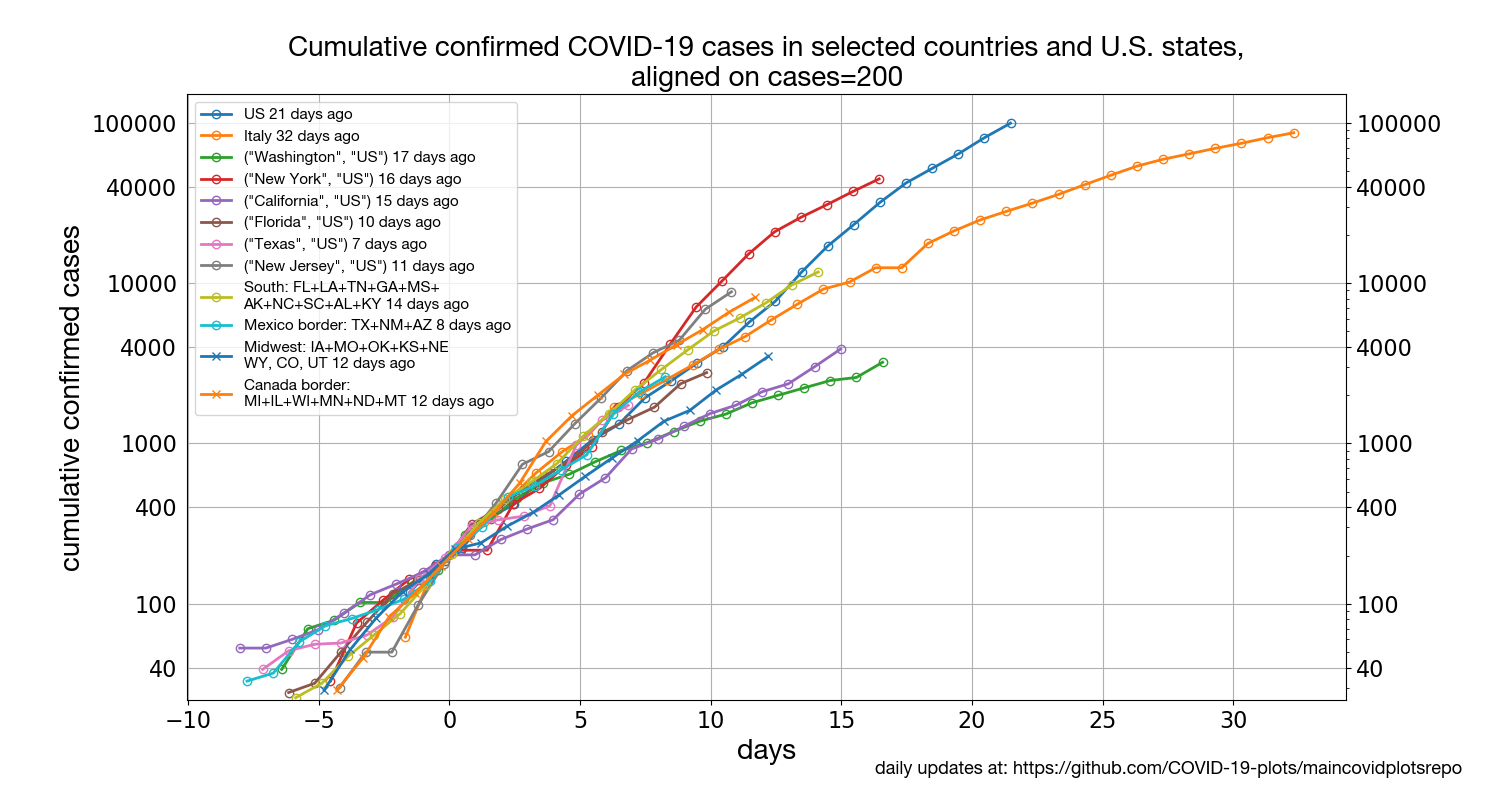 Cumulative confirmed COVID-19 cases in selected countries and U.S. states,
aligned on cases=200
US 21 days ago
Italy 32 days ago
("Washington", "US") 17 days ago
("New York", "US") 16 days ago
("California", "US") 15 days ago
("Florida", "US") 10 days ago
("Texas", "US") 7 days ago
("New Jersey", "US") 11 days ago
South: FL+LA+TN+GA+MS+
AK+NC+SC+AL+KY 14 days ago
Mexico border: TX+NM+AZ 8 days ago
Midwest: IA+MO+OK+KS+NE
WY, CO, UT 12 days ago
Canada border:
MI+IL+WI+MN+ND+MT 12 days ago
cumulative confirmed cases
100000
40000
10000
4000
1000
400
100
40
100000
40000
10000
4000
1000
400
100
40
−10 −5 0 5 10 15 20 25 30
days
daily updates at: https://github.com/COVID-19-plots/maincovidplotsrepo